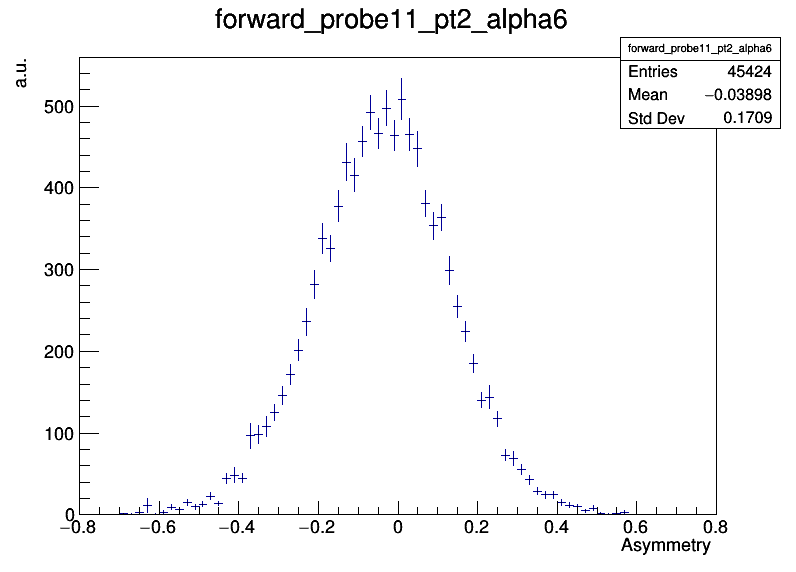 forward_probe11_pt2_alpha6
forward_probe11_pt2_alpha6
Entries 45424
Mean −0.03898
Std Dev 0.1709
a.u.
500
400
300
200
100
0
−0.8 −0.6 −0.4 −0.2 0 0.2 0.4 0.6 0.8
Asymmetry